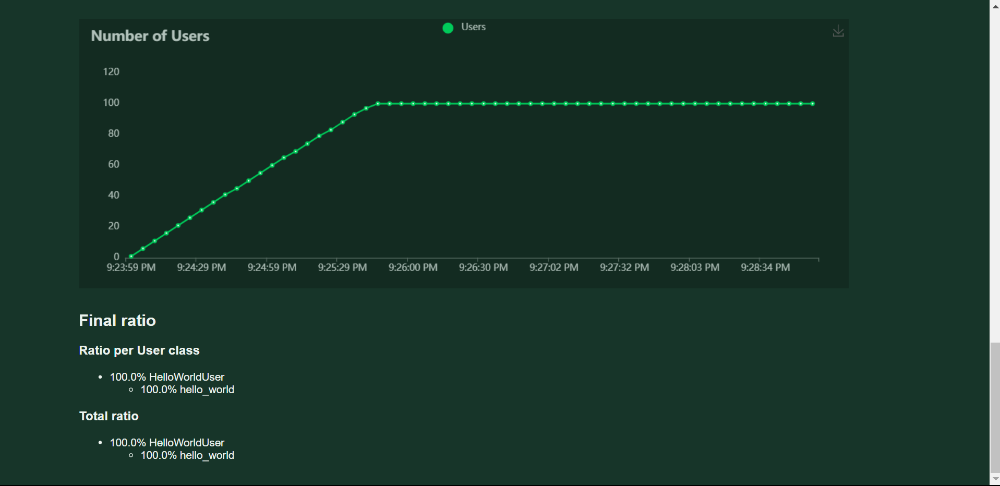 Users
Number of Users
120
100
80
60
40
20
0
9:23:59 PM 9:24:29 PM 9:24:59 PM 9:25:29 PM 9:26:00 PM 9:26:30 PM 9:27:02 PM 9:27:32 PM 9:28:03 PM 9:28:34 PM
Final ratio
Ratio per User class
100.0% HelloWorldUser
100.0% hello_world
Total ratio
100.0% HelloWorldUser
100.0% hello_world